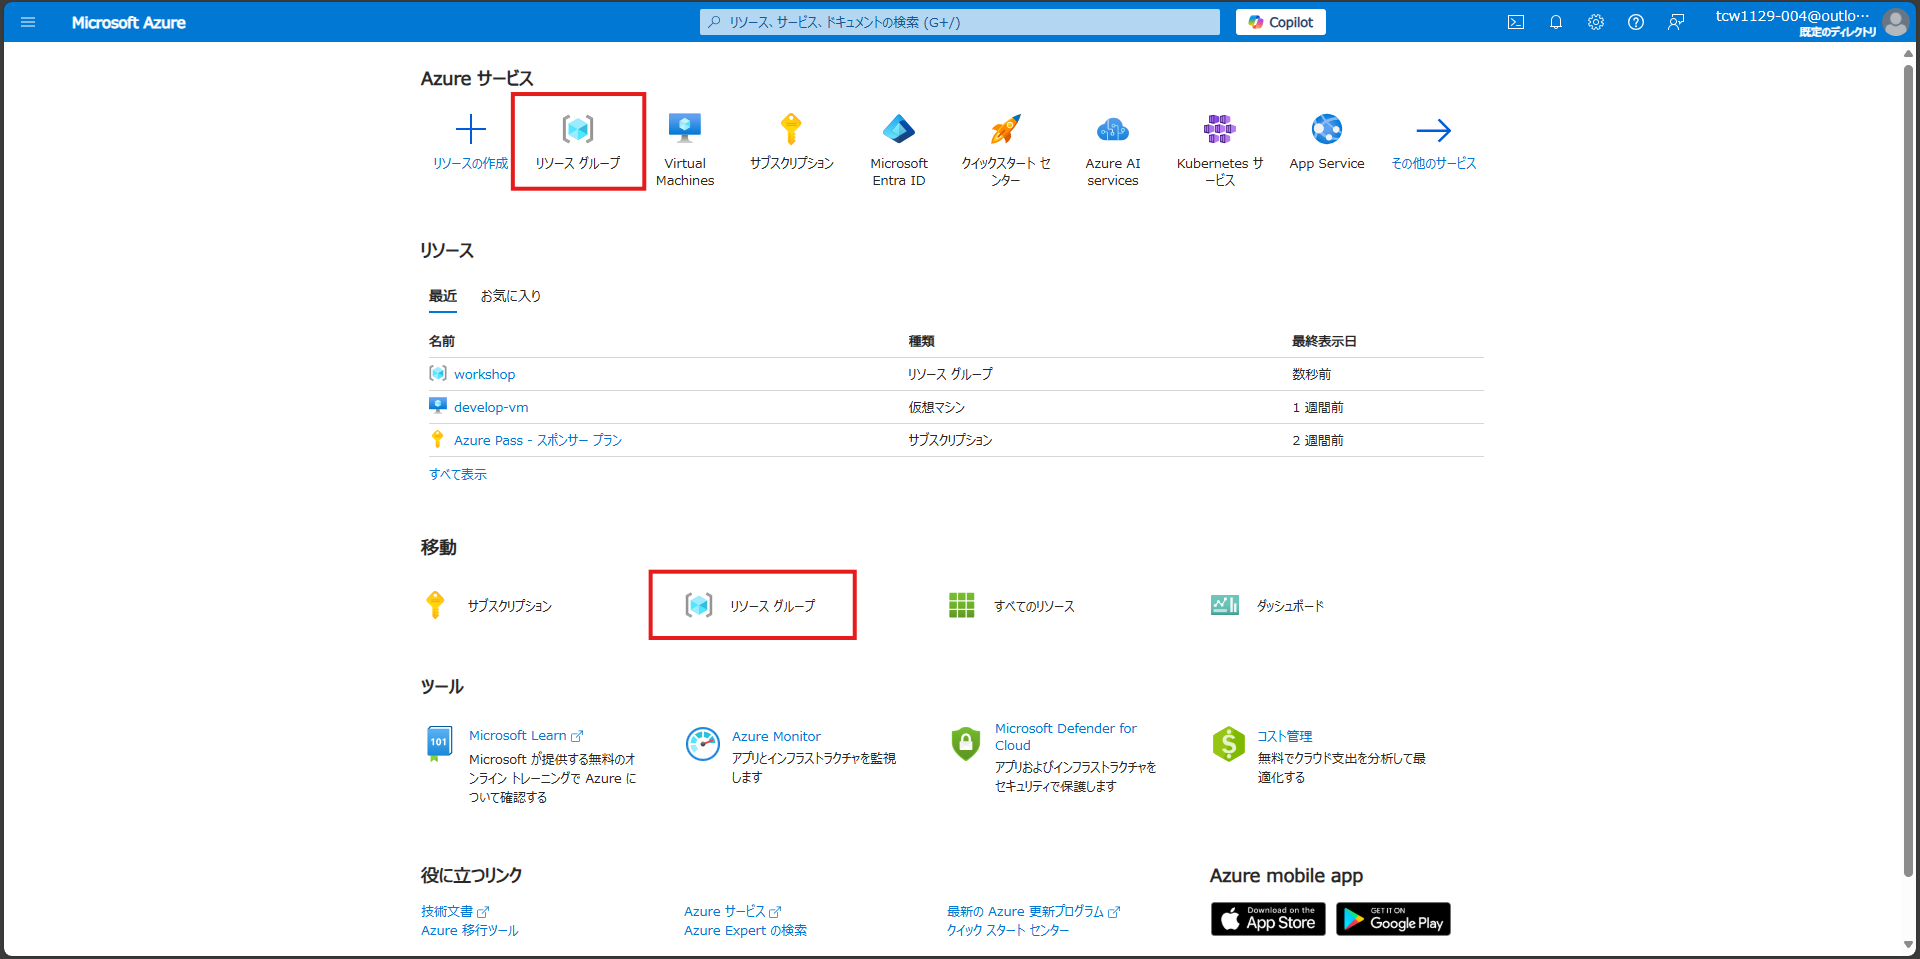 Microsoft Azure
リソース、サービス、ドキュメントの検索 (G+/)
Copilot
tcw1129-004@outlo…
既定のディレクトリ
Azure サービス
リソースの作成
リソース グループ
Virtual
Machines
サブスクリプション
Microsoft
Entra ID
クイックスタート セ
ンター
Azure AI
services
Kubernetes サ
ービス
App Service
その他のサービス
リソース
最近
お気に入り
名前
種類
最終表示日
workshop
リソース グループ
数秒前
develop-vm
仮想マシン
1 週間前
Azure Pass - スポンサー プラン
サブスクリプション
2 週間前
すべて表示
移動
サブスクリプション
リソース グループ
すべてのリソース
ダッシュボード
ツール
101
Microsoft Learn
Microsoft が提供する無料のオ
ンライン トレーニングで Azure に
ついて確認する
Azure Monitor
アプリとインフラストラクチャを監視
します
Microsoft Defender for
Cloud
アプリおよびインフラストラクチャを
セキュリティで保護します
コスト管理
無料でクラウド支出を分析して最
適化する
役に立つリンク
技術文書
Azure 移行ツール
Azure サービス
Azure Expert の検索
最新の Azure 更新プログラム
クイック スタート センター
Azure mobile app
Download on the
App Store
GET IT ON
Google Play